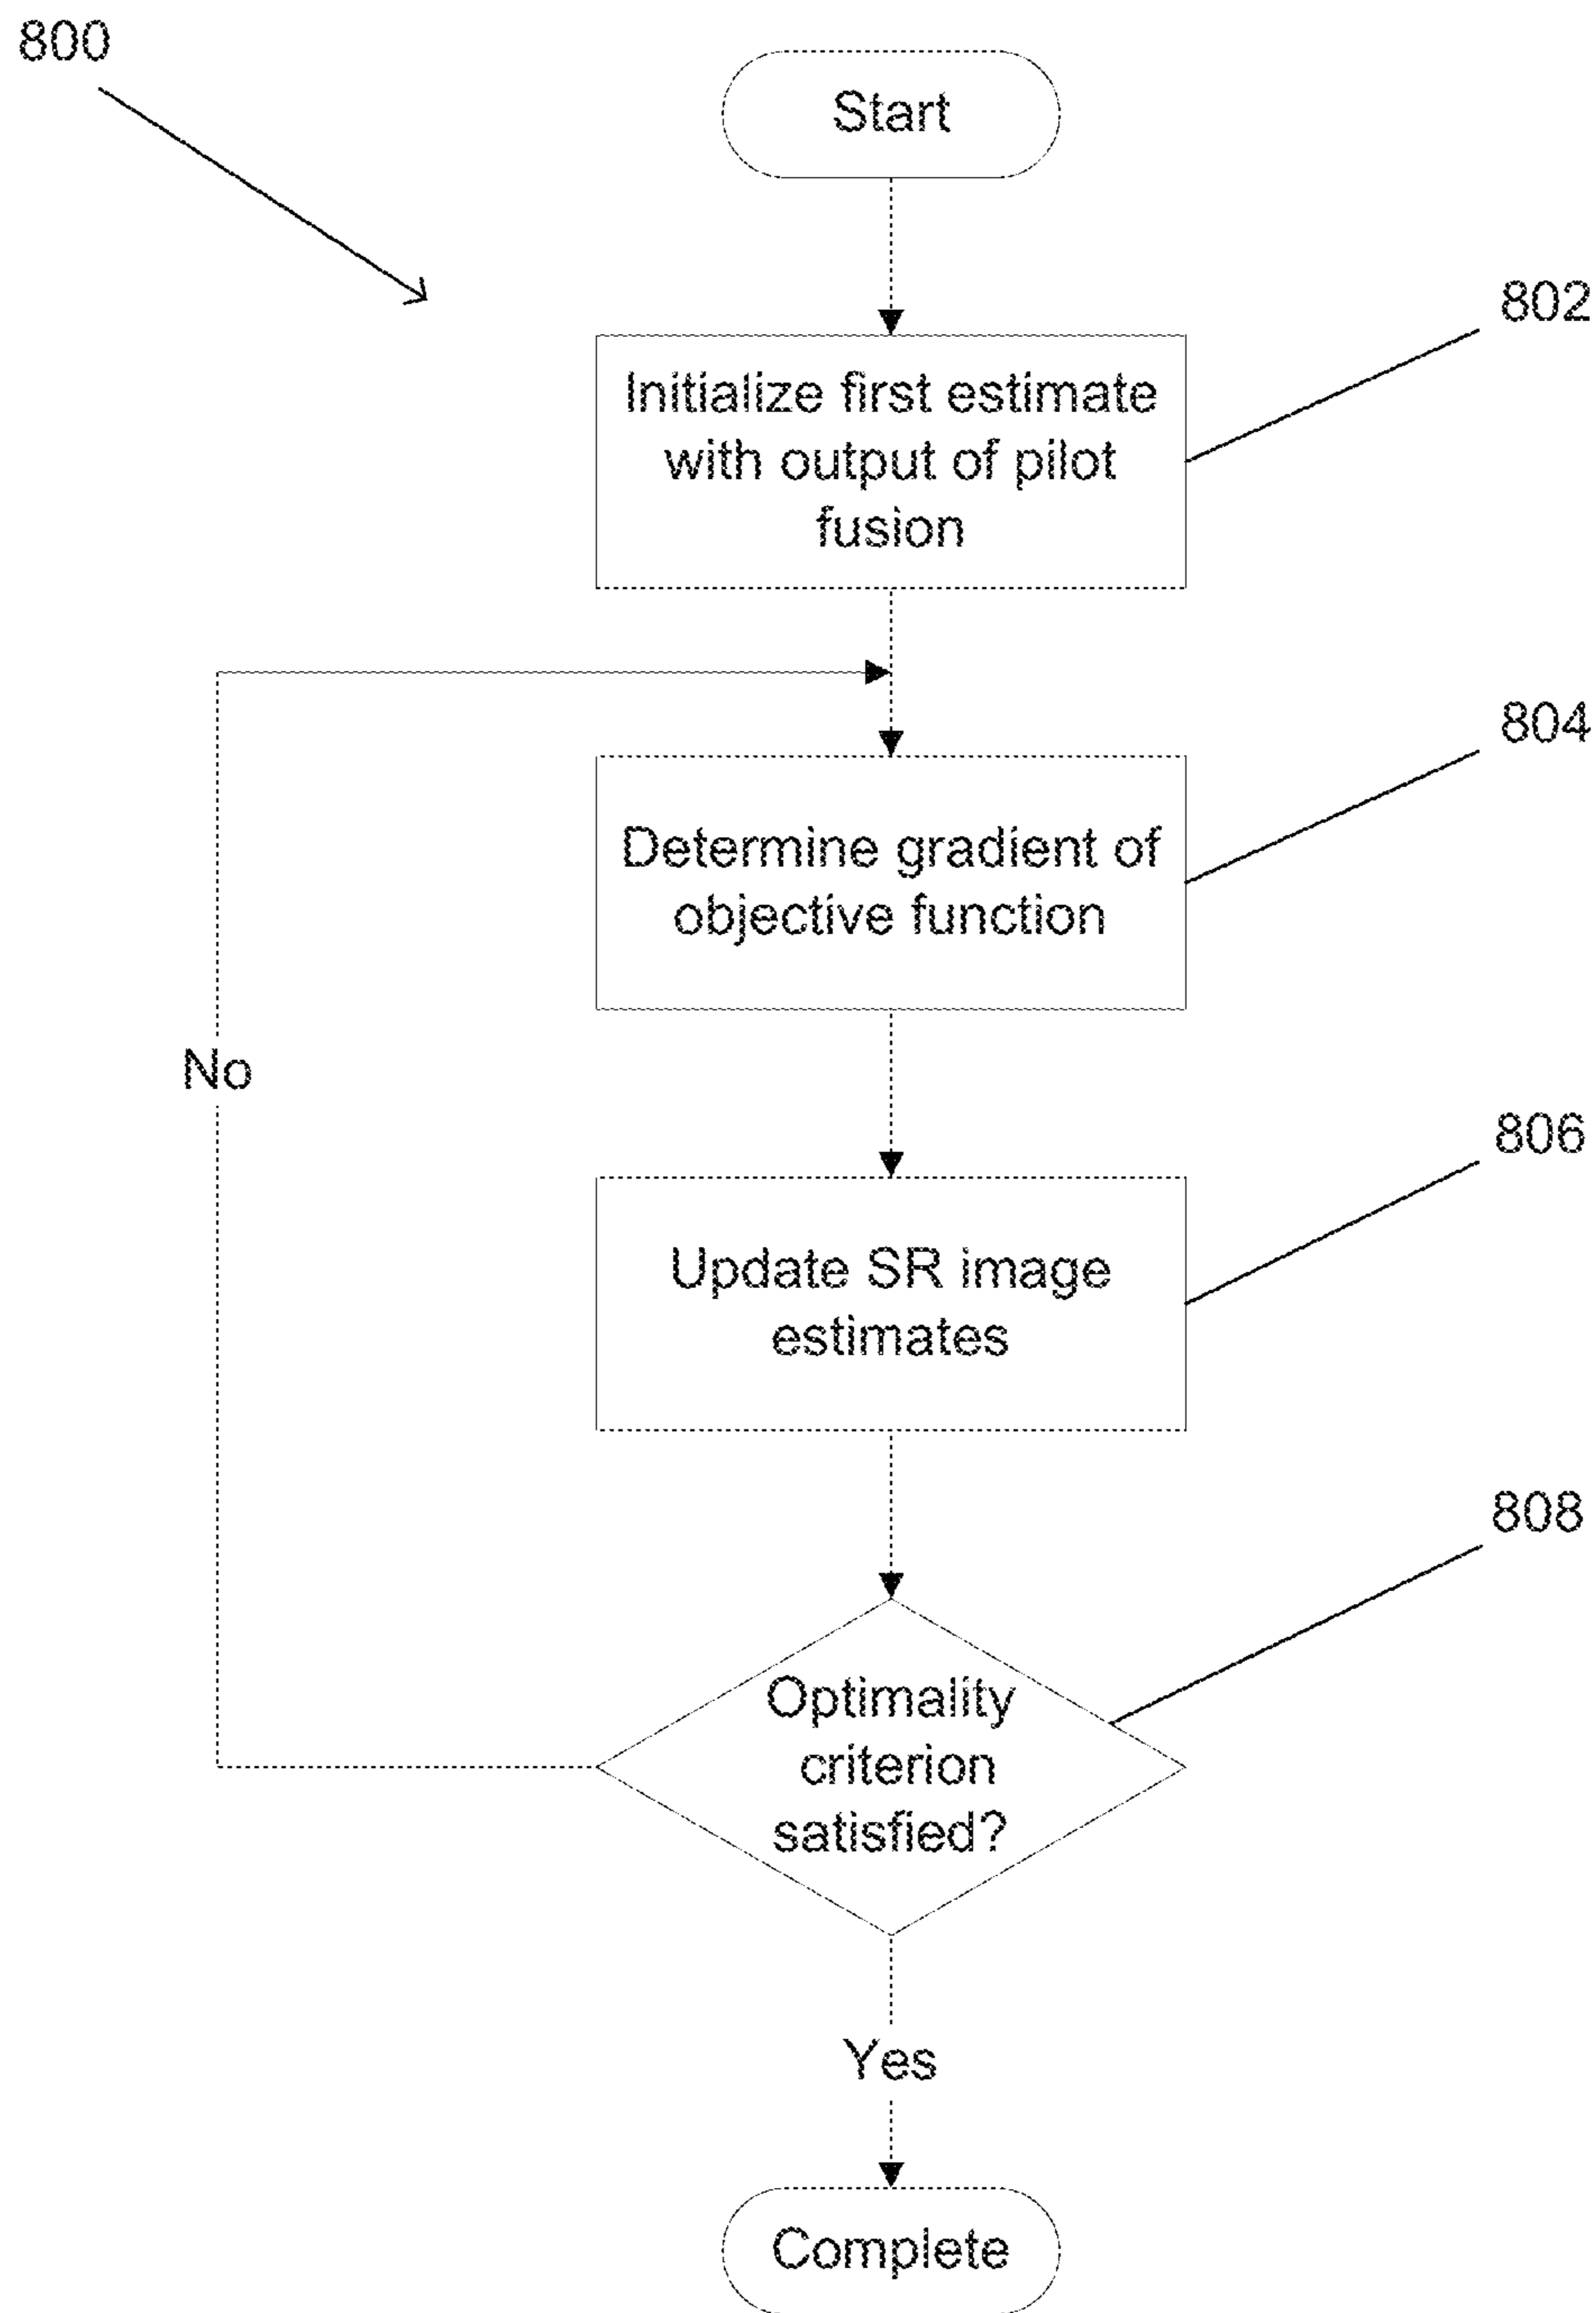 800
Start
802
Initialize first estimate
with output of pilot
fusion
804
Determine gradient of
objective function
No
806
Update SR image
estimates
808
Optimality
criterion
satisfied?
Yes
Complete